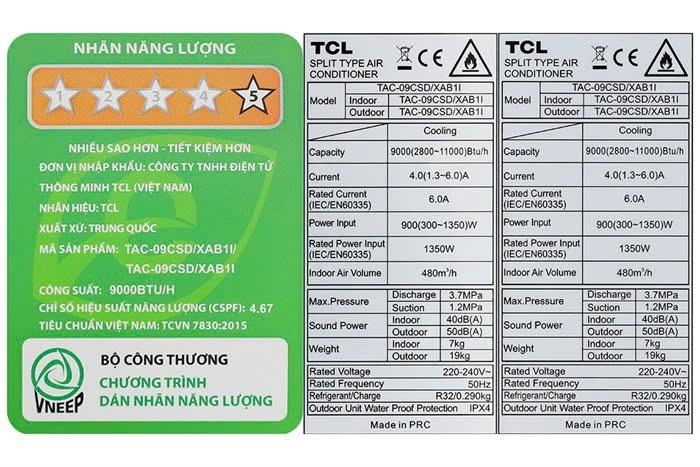 NHÃN NĂNG LƯỢNG
1 2 3 4 5
NHIỀU SAO HƠN - TIẾT KIỆM HƠN
ĐƠN VỊ NHẬP KHẨU: CÔNG TY TNHH ĐIỆN TỬ
THÔNG MINH TCL (VIỆT NAM)
NHÃN HIỆU: TCL
XUẤT XỨ: TRUNG QUỐC
MÃ SẢN PHẨM: TAC-09CSD/XAB1I/
TAC-09CSD/XAB1I
CÔNG SUẤT: 9000BTU/H
CHỈ SỐ HIỆU SUẤT NĂNG LƯỢNG (CSPF): 4.67
TIÊU CHUẨN VIỆT NAM: TCVN 7830:2015
VNEEP
BỘ CÔNG THƯƠNG
CHƯƠNG TRÌNH
DÁN NHÃN NĂNG LƯỢNG
TCL
SPLIT TYPE AIR
CONDITIONER
Model
TAC-09CSD/XAB1I
Indoor TAC-09CSD/XAB1I
Outdoor TAC-09CSD/XAB1I
Cooling
Capacity 9000(2800~11000)Btu/h
Current 4.0(1.3~6.0)A
Rated Current
(IEC/EN60335) 6.0A
Power Input 900(300~1350)W
Rated Power Input
(IEC/EN60335) 1350W
Indoor Air Volume 480m³/h
Max.Pressure Discharge 3.7MPa
Suction 1.2MPa
Sound Power Indoor 40dB(A)
Outdoor 50dB(A)
Weight Indoor 7kg
Outdoor 19kg
Rated Voltage 220-240V~
Rated Frequency 50Hz
Refrigerant/Charge R32/0.290kg
Outdoor Unit Water Proof Protection IPX4
Made in PRC
TCL
SPLIT TYPE AIR
CONDITIONER
Model
TAC-09CSD/XAB1I
Indoor TAC-09CSD/XAB1I
Outdoor TAC-09CSD/XAB1I
Cooling
Capacity 9000(2800~11000)Btu/h
Current 4.0(1.3~6.0)A
Rated Current
(IEC/EN60335) 6.0A
Power Input 900(300~1350)W
Rated Power Input
(IEC/EN60335) 1350W
Indoor Air Volume 480m³/h
Max.Pressure Discharge 3.7MPa
Suction 1.2MPa
Sound Power Indoor 40dB(A)
Outdoor 50dB(A)
Weight Indoor 7kg
Outdoor 19kg
Rated Voltage 220-240V~
Rated Frequency 50Hz
Refrigerant/Charge R32/0.290kg
Outdoor Unit Water Proof Protection IPX4
Made in PRC